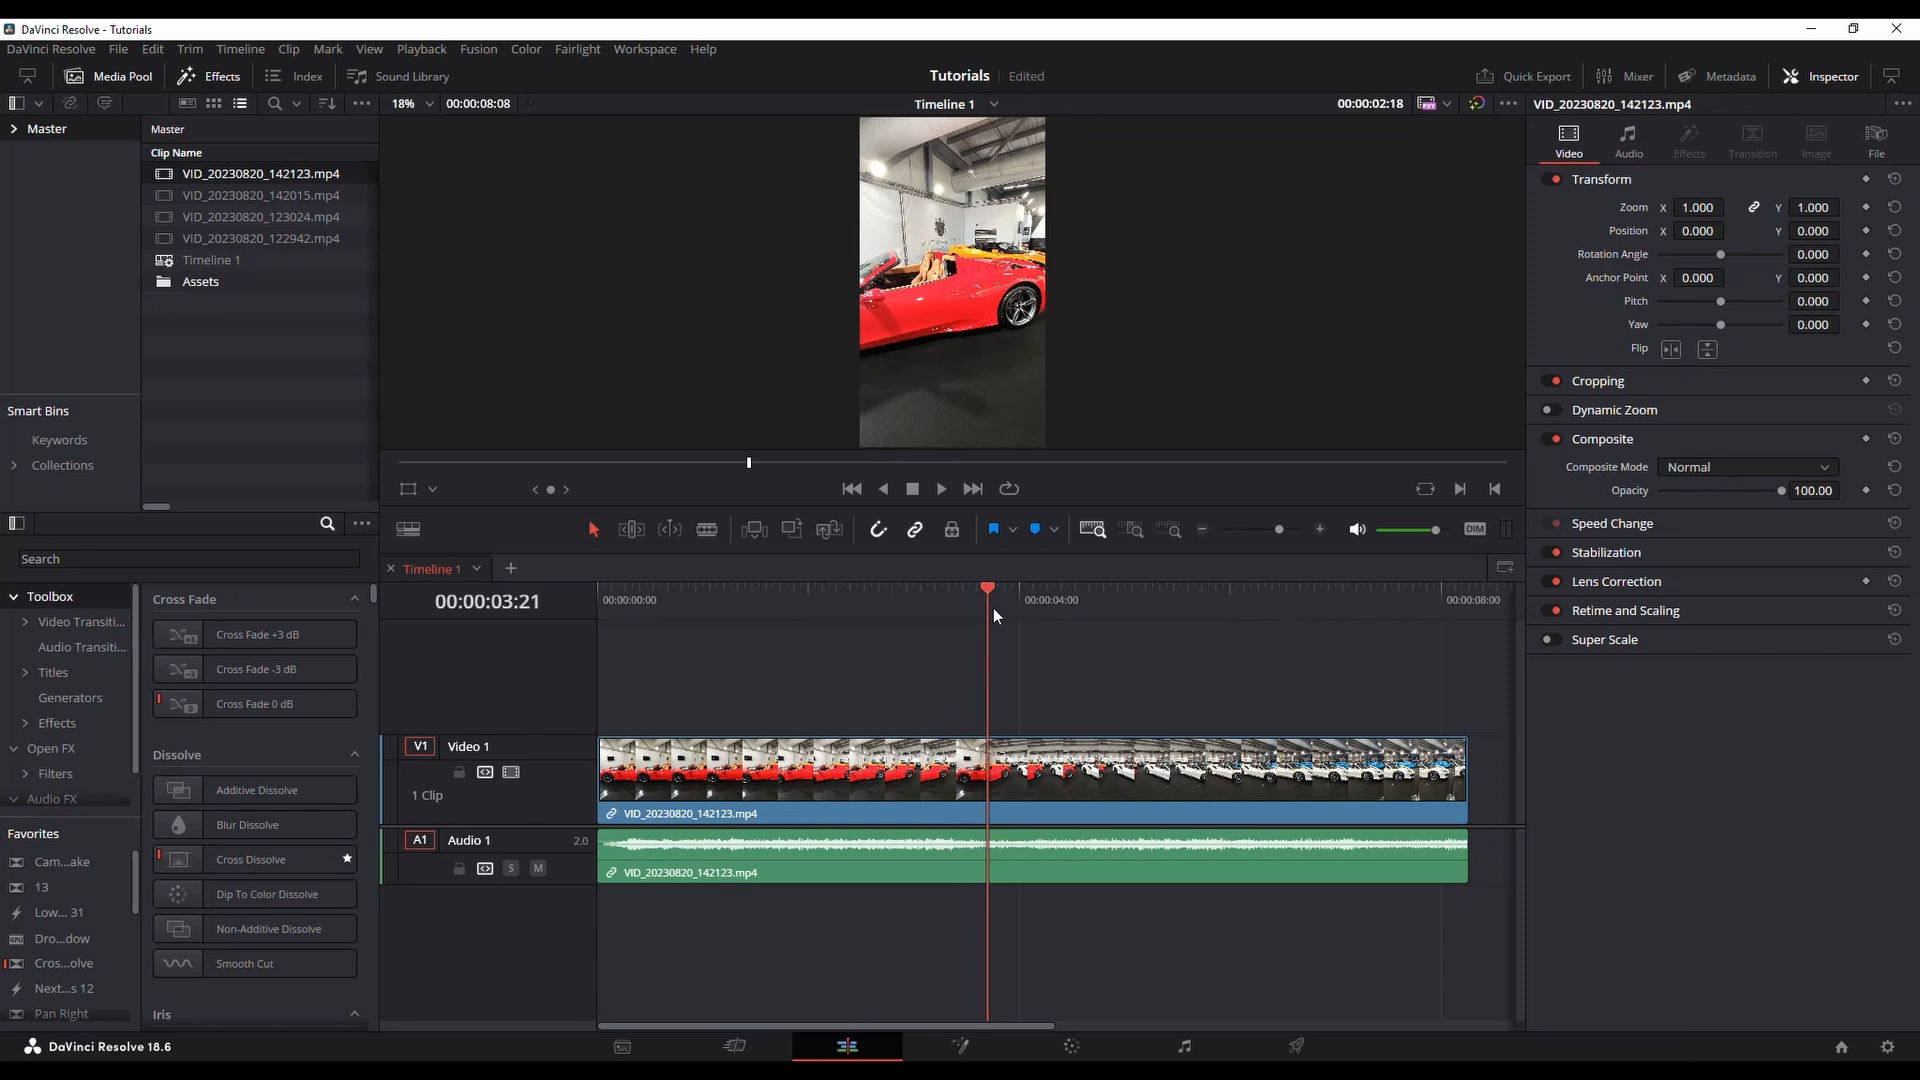 DaVinci Resolve - Tutorials
DaVinci Resolve File Edit Trim Timeline Clip Mark View Playback Fusion Color Fairlight Workspace Help
Media Pool Effects Index Sound Library Tutorials Edited Quick Export Mixer Metadata Inspector
18% 00:00:08:08 Timeline 1 00:00:02:18 VID_20230820_142123.mp4
Master Master
Clip Name
VID_20230820_142123.mp4
VID_20230820_142015.mp4
VID_20230820_123024.mp4
VID_20230820_122942.mp4
Timeline 1
Assets
Smart Bins
Keywords
Collections
Video Audio Effects Transition Image File
Transform
Zoom X 1.000 Y 1.000
Position X 0.000 Y 0.000
Rotation Angle 0.000
Anchor Point X 0.000 Y 0.000
Pitch 0.000
Yaw 0.000
Flip
Cropping
Dynamic Zoom
Composite
Composite Mode Normal
Opacity 100.00
Speed Change
Stabilization
Lens Correction
Retime and Scaling
Super Scale
DIM
Search
Toolbox
Video Transiti...
Audio Transiti...
Titles
Generators
Effects
Open FX
Filters
Audio FX
Favorites
Cam...ake
13
Low... 31
Dro...dow
Cros...olve
Next...s 12
Pan Right
Cross Fade
Cross Fade +3 dB
Cross Fade -3 dB
Cross Fade 0 dB
Dissolve
Additive Dissolve
Blur Dissolve
Cross Dissolve
Dip To Color Dissolve
Non-Additive Dissolve
Smooth Cut
Iris
Timeline 1
00:00:03:21 00:00:00:00 00:00:04:00 00:00:08:00
V1 Video 1
1 Clip
VID_20230820_142123.mp4
A1 Audio 1 2.0
S M
VID_20230820_142123.mp4
DaVinci Resolve 18.6